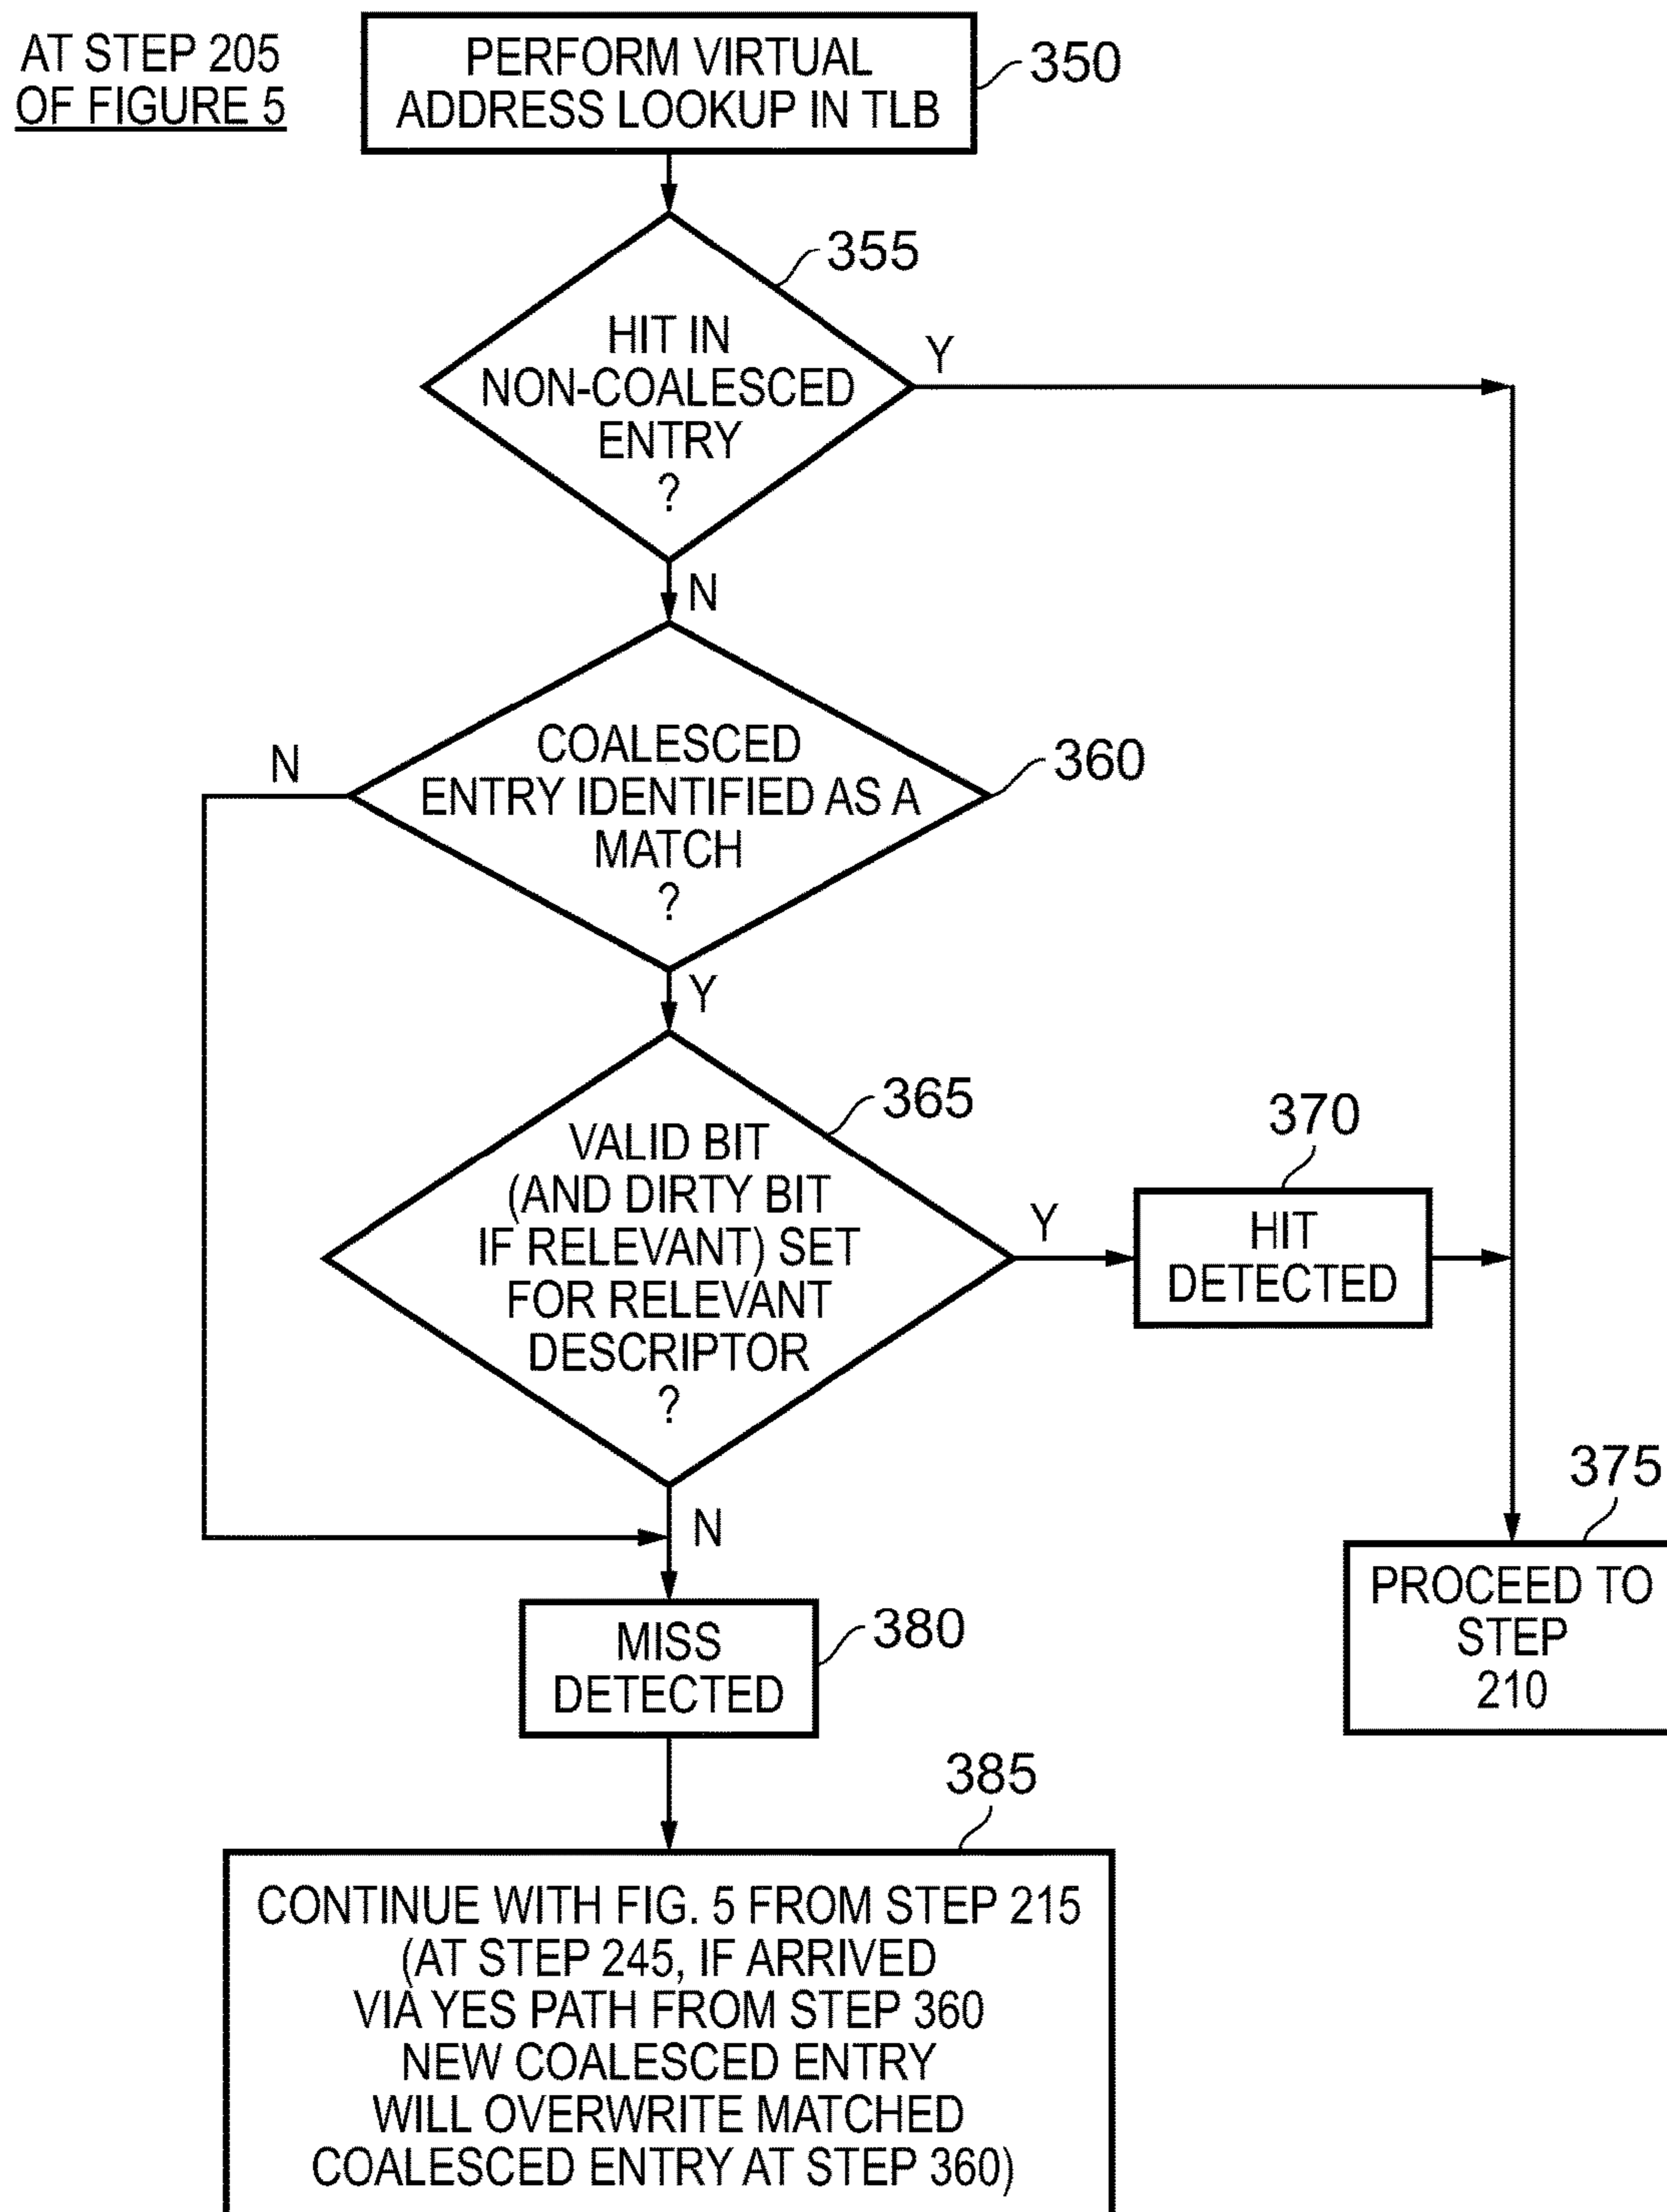 AT STEP 205
OF FIGURE 5
PERFORM VIRTUAL
ADDRESS LOOKUP IN TLB
350
355
HIT IN
NON-COALESCED
ENTRY
?
Y
N
COALESCED
ENTRY IDENTIFIED AS A
MATCH
?
360
N
Y
365
VALID BIT
(AND DIRTY BIT
IF RELEVANT) SET
FOR RELEVANT
DESCRIPTOR
?
Y
370
HIT
DETECTED
N
375
PROCEED TO
STEP
210
MISS
DETECTED
380
385
CONTINUE WITH FIG. 5 FROM STEP 215
(AT STEP 245, IF ARRIVED
VIA YES PATH FROM STEP 360
NEW COALESCED ENTRY
WILL OVERWRITE MATCHED
COALESCED ENTRY AT STEP 360)